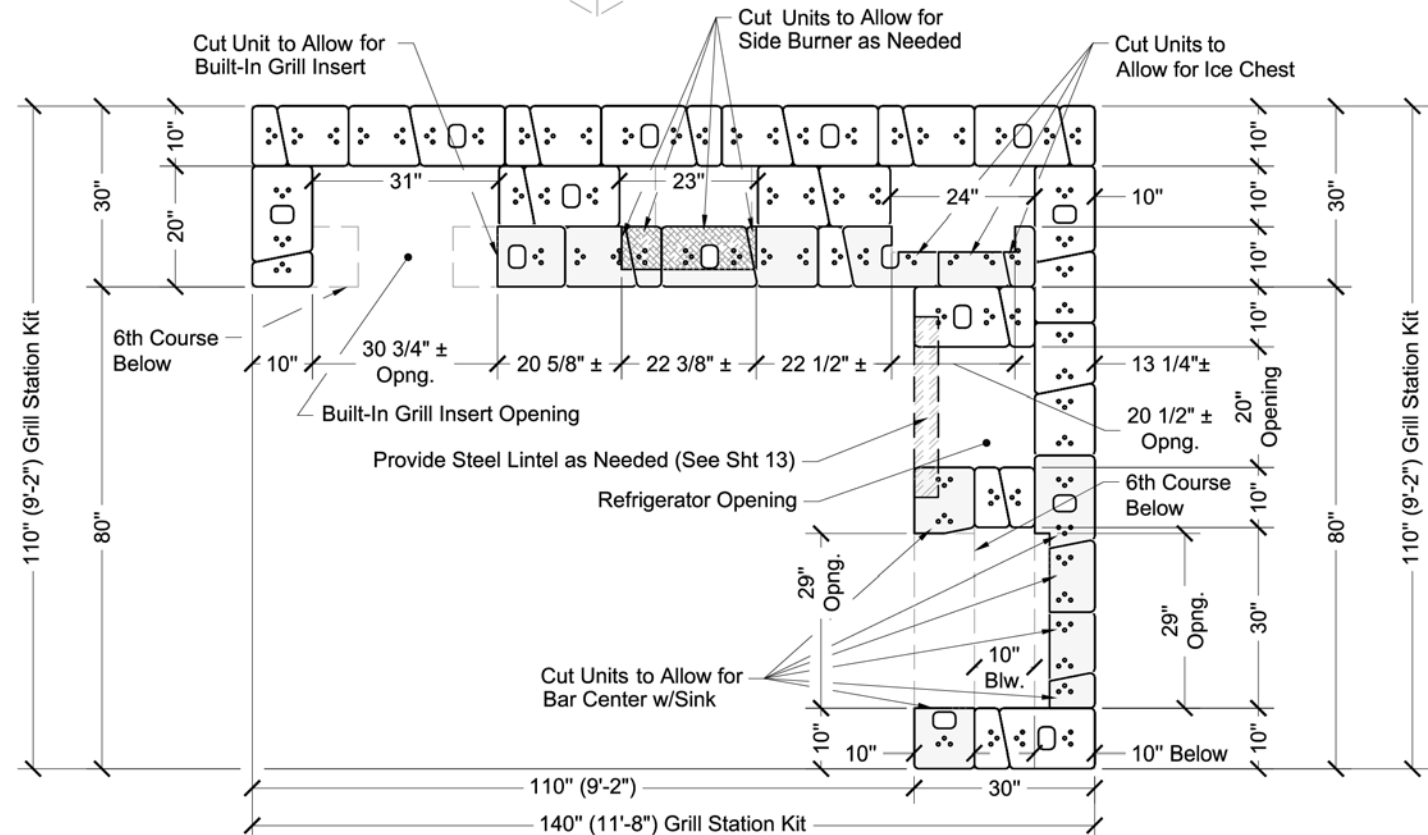 Cut Unit to Allow for
Built-In Grill Insert
Cut Units to Allow for
Side Burner as Needed
Cut Units to
Allow for Ice Chest
110" (9'-2") Grill Station Kit
30"
80"
10"
20"
31"
23"
24"
10"
10"
10"
10"
30"
6th Course
Below
10"
30 3/4" ±
Opng.
20 5/8" ±
22 3/8" ±
22 1/2" ±
13 1/4"±
10"
Built-In Grill Insert Opening
20 1/2" ±
Opng.
20"
Opening
Provide Steel Lintel as Needed (See Sht 13)
Refrigerator Opening
6th Course
Below
10"
80"
110" (9'-2") Grill Station Kit
29"
Opng.
29"
Opng.
30"
Cut Units to Allow for
Bar Center w/Sink
10"
Blw.
10"
10"
10" Below
10"
110" (9'-2")
30"
140" (11'-8") Grill Station Kit